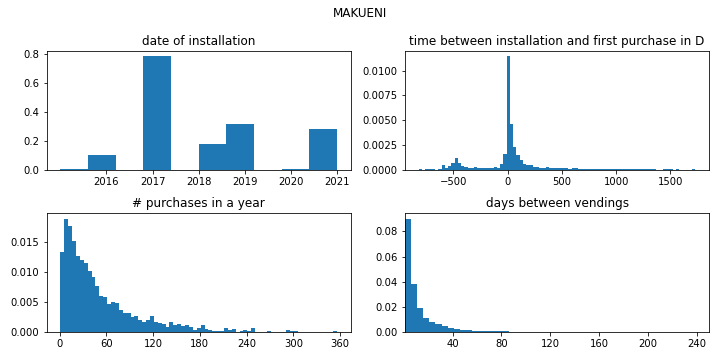 MAKUENI
date of installation
0.8
0.6
0.4
0.2
0.0
2016 2017 2018 2019 2020 2021
time between installation and first purchase in D
0.0100
0.0075
0.0050
0.0025
0.0000
−500 0 500 1000 1500
# purchases in a year
0.015
0.010
0.005
0.000
0 60 120 180 240 300 360
days between vendings
0.08
0.06
0.04
0.02
0.00
40 80 120 160 200 240